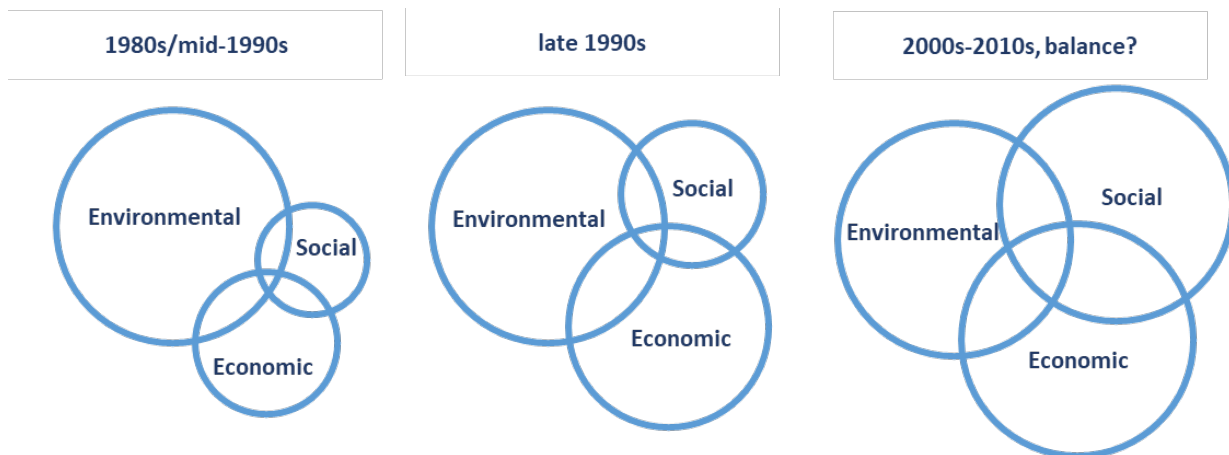 1980s/mid-1990s
late 1990s
2000s-2010s, balance?
Environmental
Social
Economic
Environmental
Social
Economic
Environmental
Social
Economic